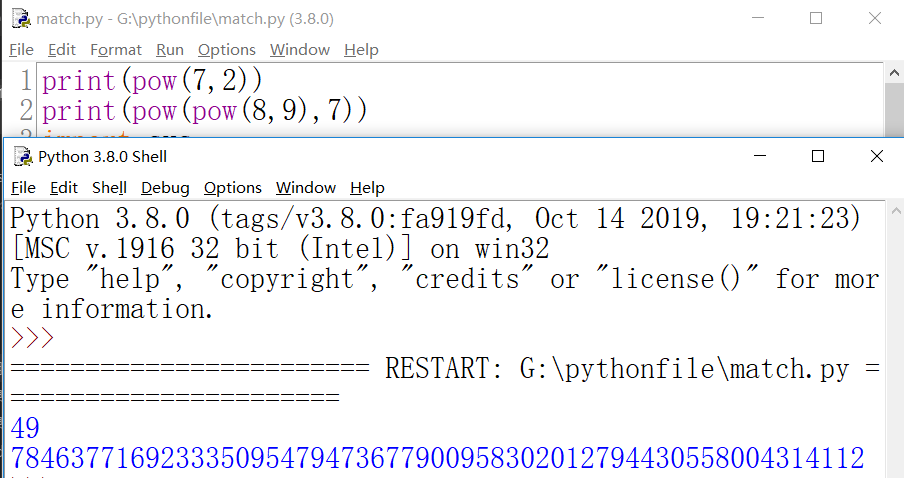 match.py - G:\pythonfile\match.py (3.8.0)
File Edit Format Run Options Window Help
1 print(pow(7,2))
2 print(pow(pow(8,9),7))
Python 3.8.0 Shell
File Edit Shell Debug Options Window Help
Python 3.8.0 (tags/v3.8.0:fa919fd, Oct 14 2019, 19:21:23)
[MSC v.1916 32 bit (Intel)] on win32
Type "help", "copyright", "credits" or "license()" for mor
e information.
>>>
======================== RESTART: G:\pythonfile\match.py =
======================
49
784637716923335095479473677900958302012794430558004314112